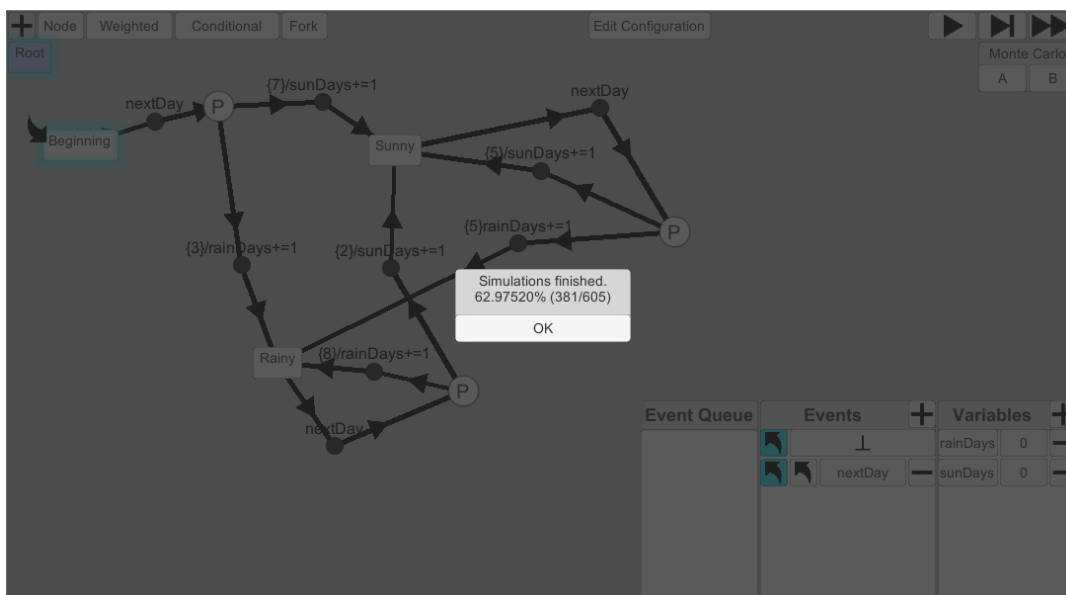 Node Weighted Conditional Fork Edit Configuration
Root
Monte Carlo
A B
{7}/sunDays+=1
nextDay
nextDay
P
Beginning
Sunny
{5}/sunDays+=1
{5}rainDays+=1
P
{3}/rainDays+=1
{2}/sunDays+=1
Simulations finished.
62.97520% (381/605)
OK
Rainy
{8}/rainDays+=1
P
nextDay
Event Queue Events Variables
⊥ rainDays 0
nextDay sunDays 0